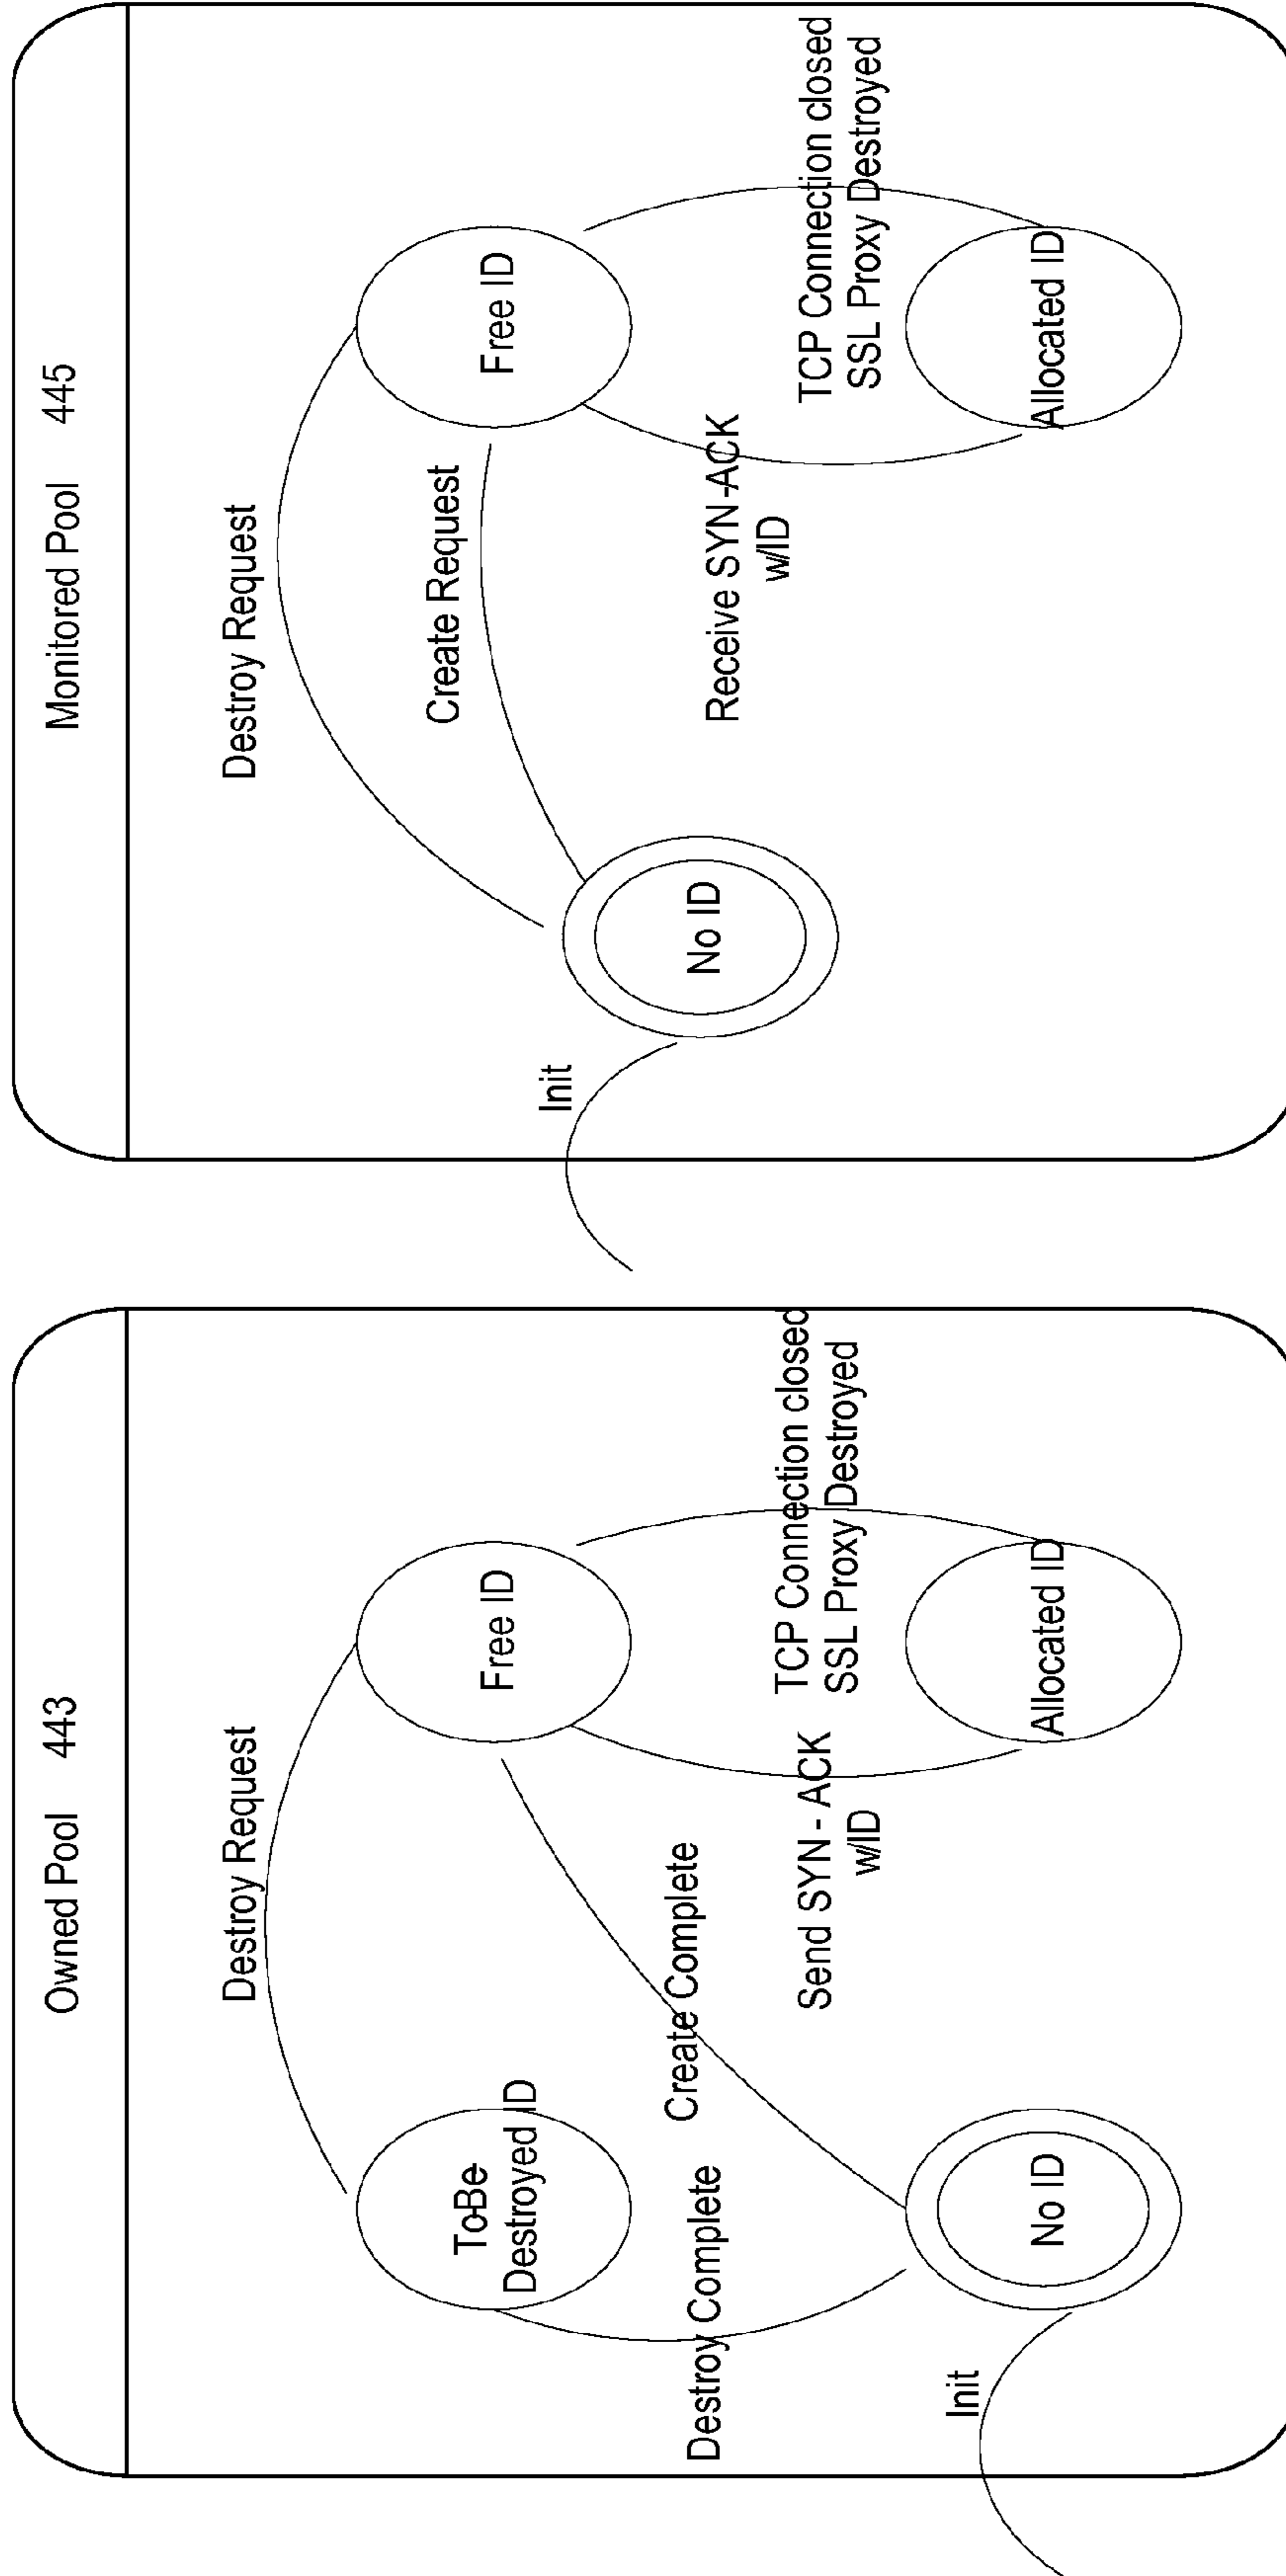 Owned Pool 443
Destroy Request
To-Be
Destroyed ID
Free ID
Create Complete
Destroy Complete
TCP Connection closed
SSL Proxy Destroyed
Send SYN - ACK
w/ID
Init
No ID
Allocated ID
Monitored Pool 445
Destroy Request
Create Request
Free ID
Init
No ID
Receive SYN-ACK
w/ID
TCP Connection closed
SSL Proxy Destroyed
Allocated ID